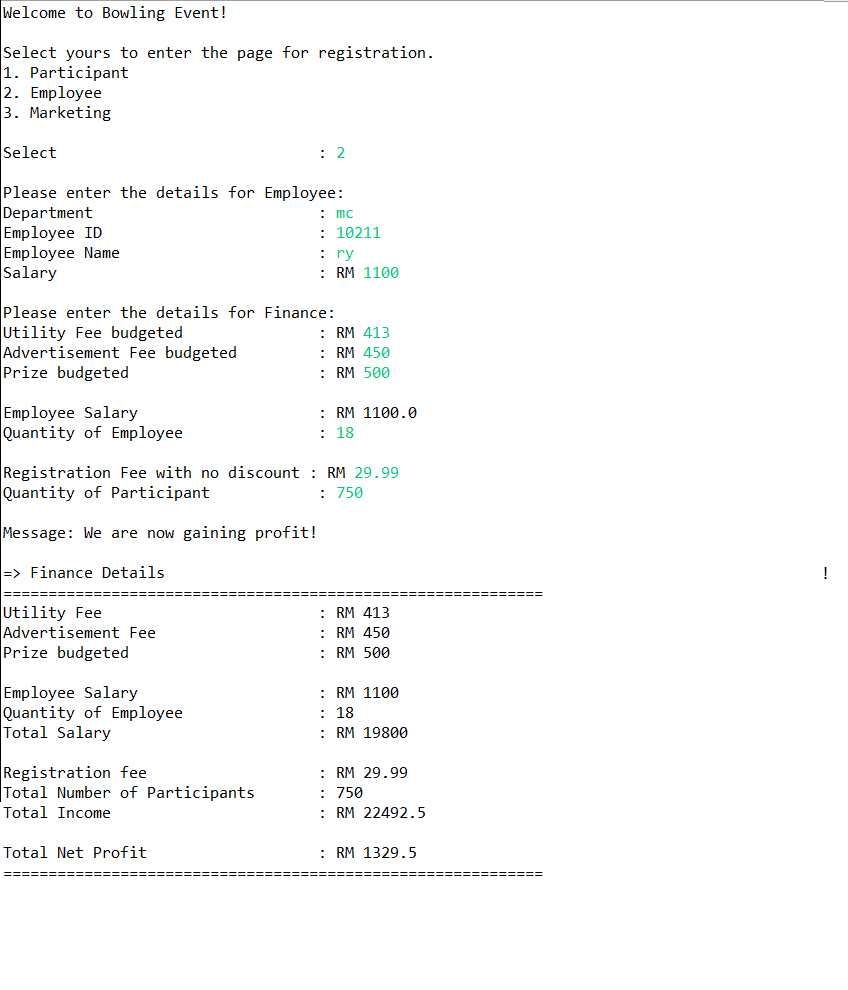 Welcome to Bowling Event!
Select yours to enter the page for registration.
1. Participant
2. Employee
3. Marketing
Select : 2
Please enter the details for Employee:
Department : mc
Employee ID : 10211
Employee Name : ry
Salary : RM 1100
Please enter the details for Finance:
Utility Fee budgeted : RM 413
Advertisement Fee budgeted : RM 450
Prize budgeted : RM 500
Employee Salary : RM 1100.0
Quantity of Employee : 18
Registration Fee with no discount : RM 29.99
Quantity of Participant : 750
Message: We are now gaining profit!
=> Finance Details !
============================================================
Utility Fee : RM 413
Advertisement Fee : RM 450
Prize budgeted : RM 500
Employee Salary : RM 1100
Quantity of Employee : 18
Total Salary : RM 19800
Registration fee : RM 29.99
Total Number of Participants : 750
Total Income : RM 22492.5
Total Net Profit : RM 1329.5
============================================================